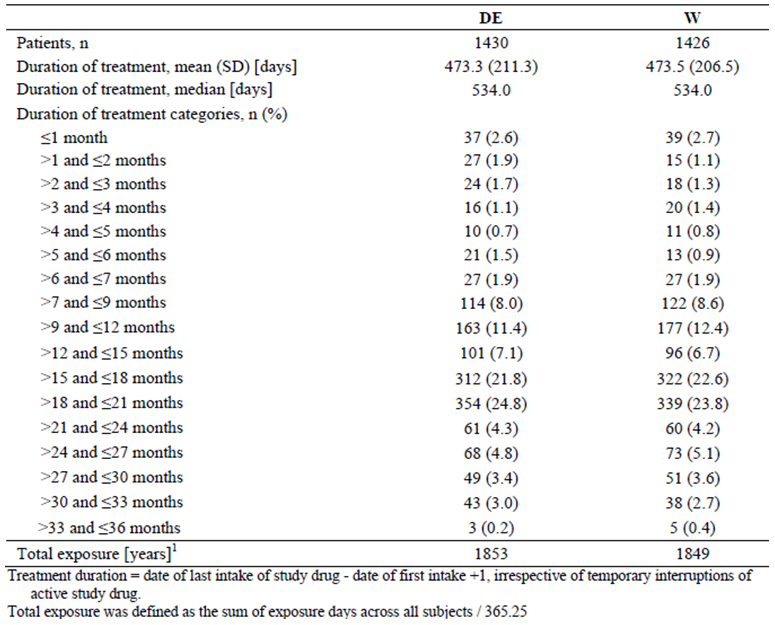 DE W
Patients, n 1430 1426
Duration of treatment, mean (SD) [days] 473.3 (211.3) 473.5 (206.5)
Duration of treatment, median [days] 534.0 534.0
Duration of treatment categories, n (%)
≤1 month 37 (2.6) 39 (2.7)
>1 and ≤2 months 27 (1.9) 15 (1.1)
>2 and ≤3 months 24 (1.7) 18 (1.3)
>3 and ≤4 months 16 (1.1) 20 (1.4)
>4 and ≤5 months 10 (0.7) 11 (0.8)
>5 and ≤6 months 21 (1.5) 13 (0.9)
>6 and ≤7 months 27 (1.9) 27 (1.9)
>7 and ≤9 months 114 (8.0) 122 (8.6)
>9 and ≤12 months 163 (11.4) 177 (12.4)
>12 and ≤15 months 101 (7.1) 96 (6.7)
>15 and ≤18 months 312 (21.8) 322 (22.6)
>18 and ≤21 months 354 (24.8) 339 (23.8)
>21 and ≤24 months 61 (4.3) 60 (4.2)
>24 and ≤27 months 68 (4.8) 73 (5.1)
>27 and ≤30 months 49 (3.4) 51 (3.6)
>30 and ≤33 months 43 (3.0) 38 (2.7)
>33 and ≤36 months 3 (0.2) 5 (0.4)
Total exposure [years]1 1853 1849
Treatment duration = date of last intake of study drug - date of first intake +1, irrespective of temporary interruptions of
active study drug.
Total exposure was defined as the sum of exposure days across all subjects / 365.25